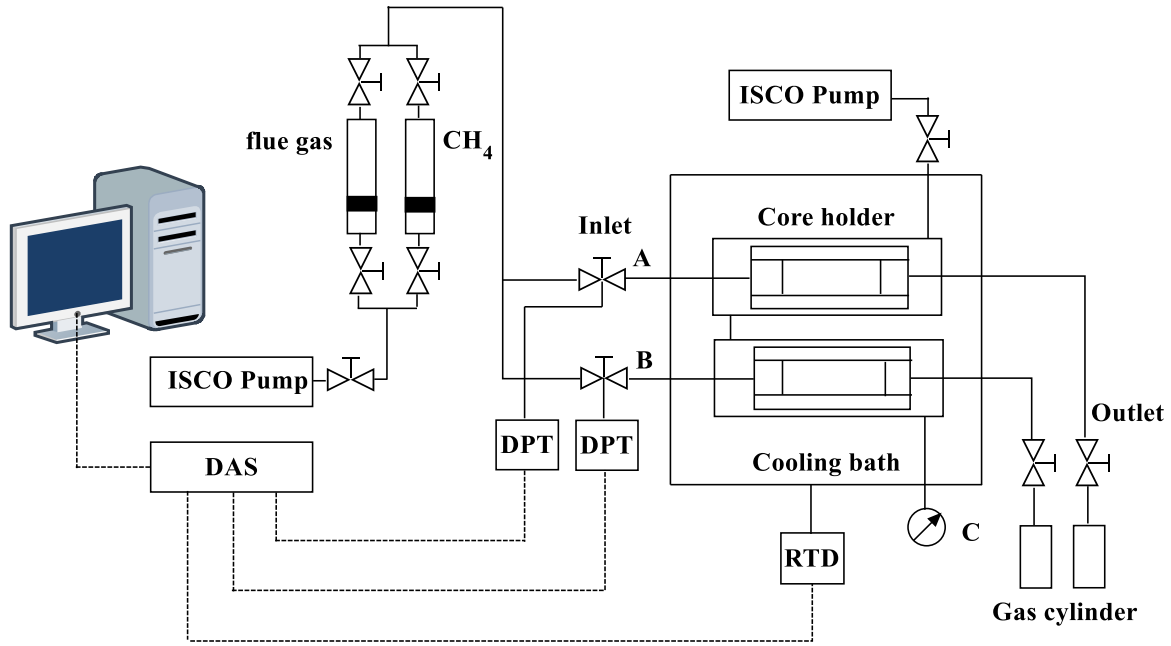 ISCO Pump
flue gas
CH4
Core holder
Inlet
A
B
ISCO Pump
Outlet
DPT
DPT
DAS
Cooling bath
C
RTD
Gas cylinder